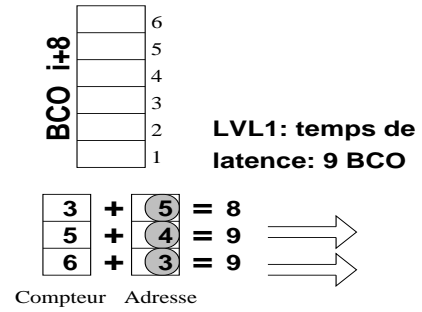 6
5
4
3
2
1
BCO i+8
LVL1: temps de
latence: 9 BCO
3 + 5 = 8
5 + 4 = 9
6 + 3 = 9
Compteur Adresse